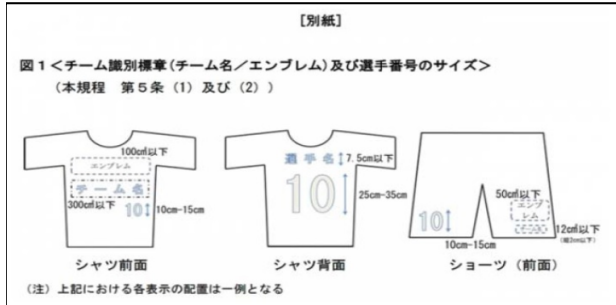 [別紙]
図1<チーム識別標章(チーム名／エンブレム)及び選手番号のサイズ>
(本規程 第5条(1)及び(2))
100c㎡以下
エンブレム
チーム名
300c㎡以下
10
10cm-15cm
シャツ前面
選手名
7.5cm以下
10
25cm-35cm
シャツ背面
50c㎡以下
エンブ
レム
10
12c㎡以下
10cm-15cm
ショーツ(前面)
(注)上記における各表示の配置は一例となる